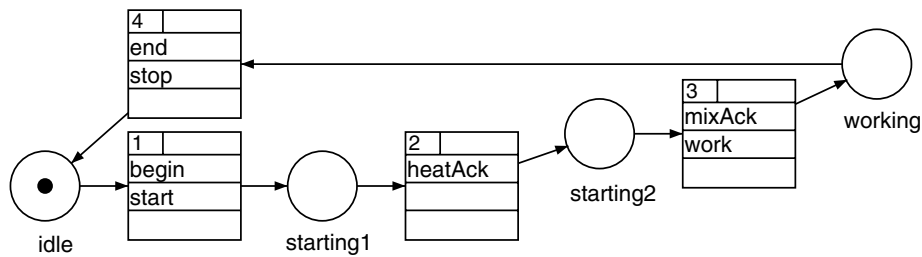 4
end
stop
1
begin
start
idle
starting1
2
heatAck
starting2
3
mixAck
work
working